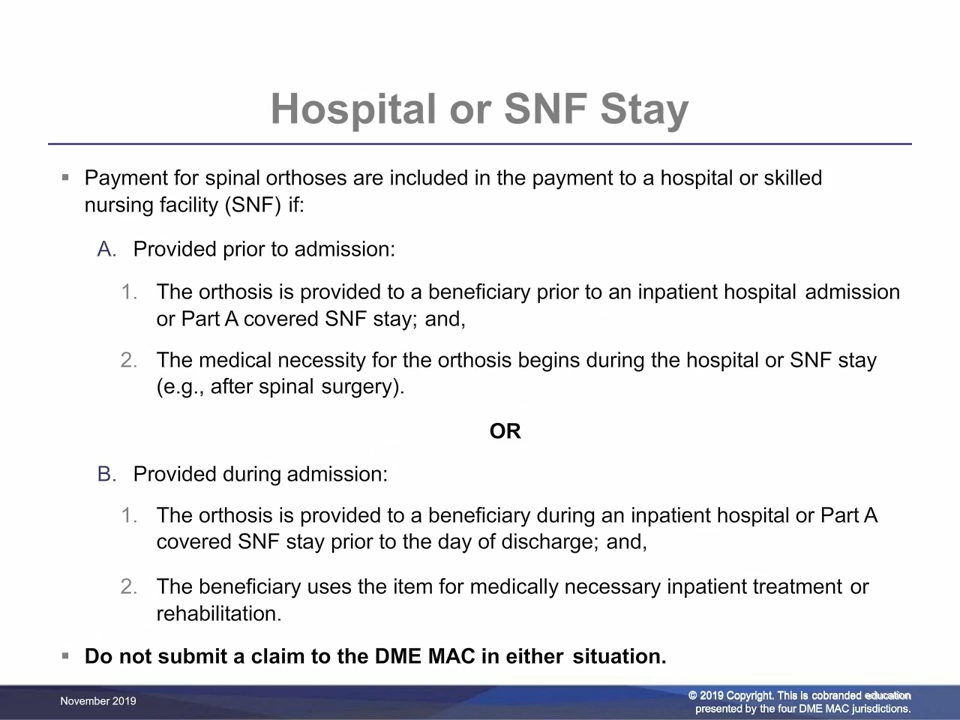 Hospital or SNF Stay
▪ Payment for spinal orthoses are included in the payment to a hospital or skilled
nursing facility (SNF) if:
A. Provided prior to admission:
1. The orthosis is provided to a beneficiary prior to an inpatient hospital admission
or Part A covered SNF stay; and,
2. The medical necessity for the orthosis begins during the hospital or SNF stay
(e.g., after spinal surgery).
OR
B. Provided during admission:
1. The orthosis is provided to a beneficiary during an inpatient hospital or Part A
covered SNF stay prior to the day of discharge; and,
2. The beneficiary uses the item for medically necessary inpatient treatment or
rehabilitation.
▪ Do not submit a claim to the DME MAC in either situation.
November 2019
© 2019 Copyright. This is cobranded education
presented by the four DME MAC jurisdictions.